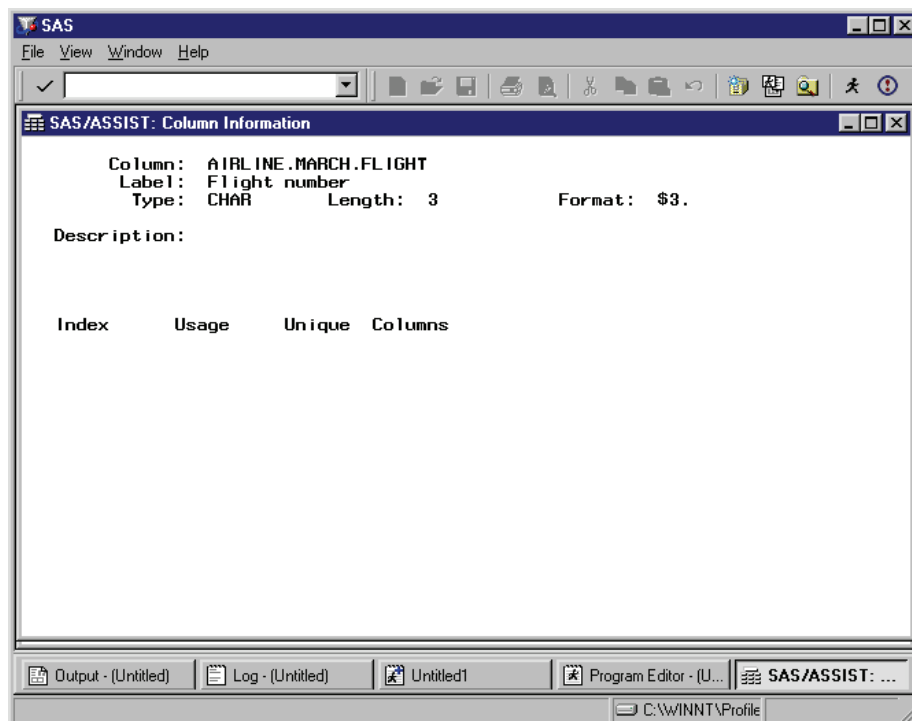 SAS
File View Window Help
SAS/ASSIST: Column Information
Column: AIRLINE.MARCH.FLIGHT
Label: Flight number
Type: CHAR Length: 3 Format: $3.
Description:
Index Usage Unique Columns
Output - (Untitled) Log - (Untitled) Untitled1 Program Editor - (U... SAS/ASSIST: ...
C:\WINNT\Profile